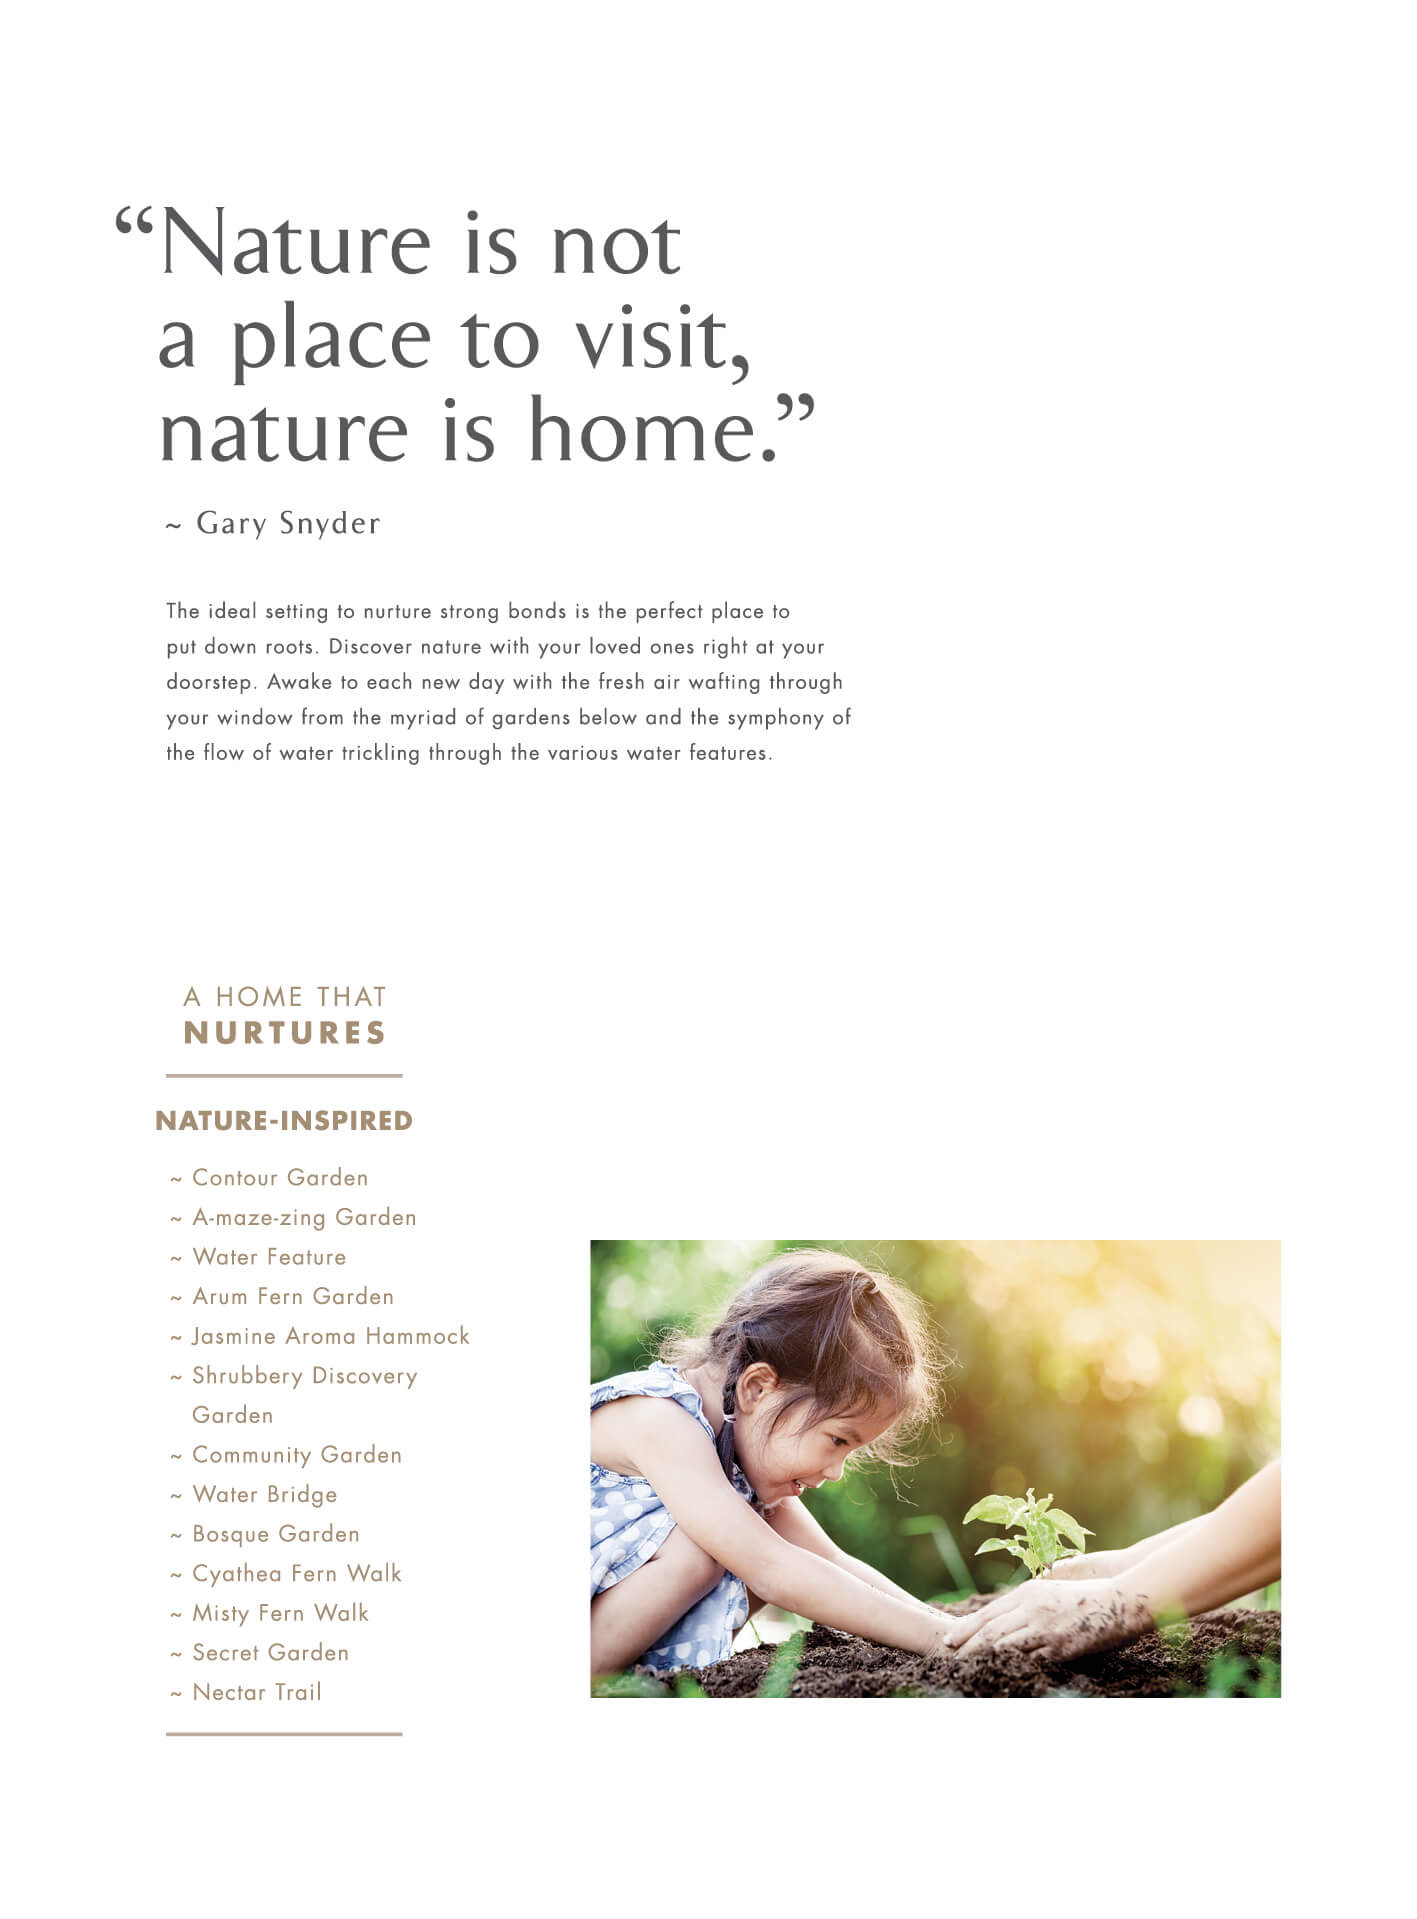 “Nature is not
a place to visit,
nature is home.”
~ Gary Snyder
The ideal setting to nurture strong bonds is the perfect place to
put down roots. Discover nature with your loved ones right at your
doorstep. Awake to each new day with the fresh air wafting through
your window from the myriad of gardens below and the symphony of
the flow of water trickling through the various water features.
A HOME THAT
NURTURES
NATURE-INSPIRED
~ Contour Garden
~ A-maze-zing Garden
~ Water Feature
~ Arum Fern Garden
~ Jasmine Aroma Hammock
~ Shrubbery Discovery
Garden
~ Community Garden
~ Water Bridge
~ Bosque Garden
~ Cyathea Fern Walk
~ Misty Fern Walk
~ Secret Garden
~ Nectar Trail